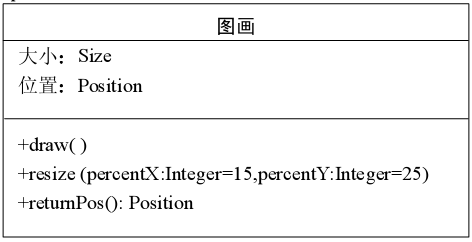 图画
大小：Size
位置：Position
+draw( )
+resize (percentX:Integer=15,percentY:Integer=25)
+returnPos(): Position